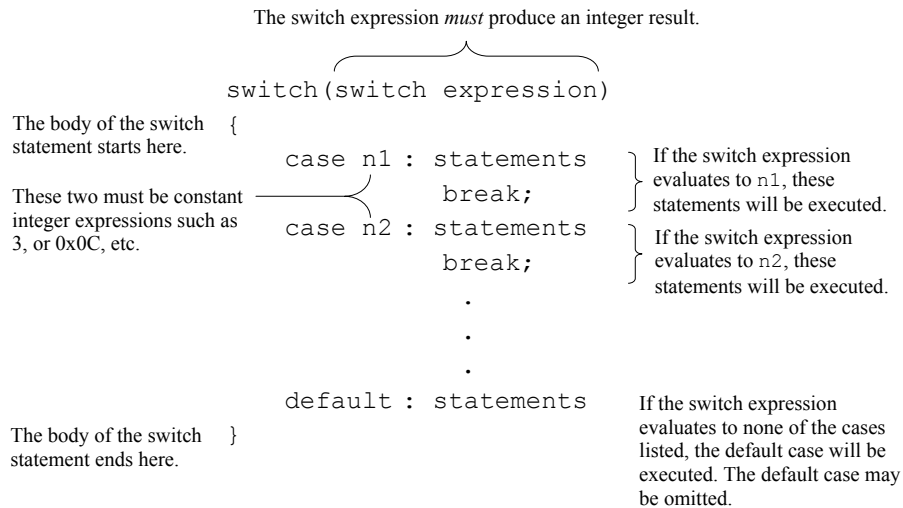 The switch expression must produce an integer result.
switch(switch expression)
The body of the switch
statement starts here.
{
case n1 : statements
break;
If the switch expression
evaluates to n1, these
statements will be executed.
These two must be constant
integer expressions such as
3, or 0x0C, etc.
case n2 : statements
break;
If the switch expression
evaluates to n2, these
statements will be executed.
.
.
.
default : statements
If the switch expression
evaluates to none of the cases
listed, the default case will be
executed. The default case may
be omitted.
The body of the switch
statement ends here.
}